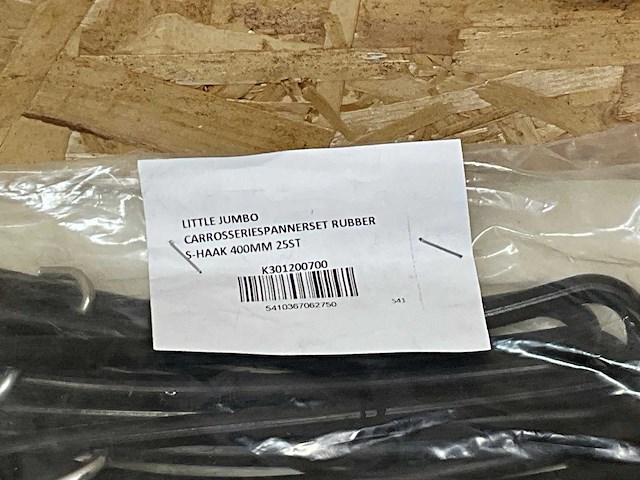 LITTLE JUMBO
CARROSSERIESPANNERSET RUBBER
S-HAAK 400MM 25ST
K301200700
5410367062750
541